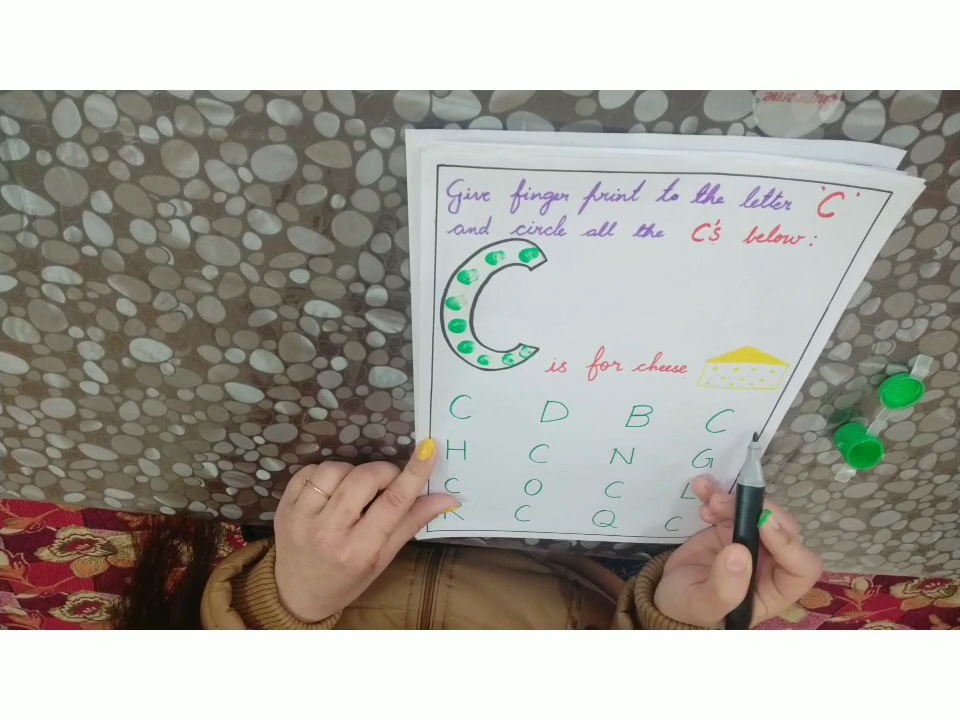 Give finger print to the letter 'C'
and circle all the C's below:
C
is for cheese
C D B C
H C N G
C O C L
K C Q C